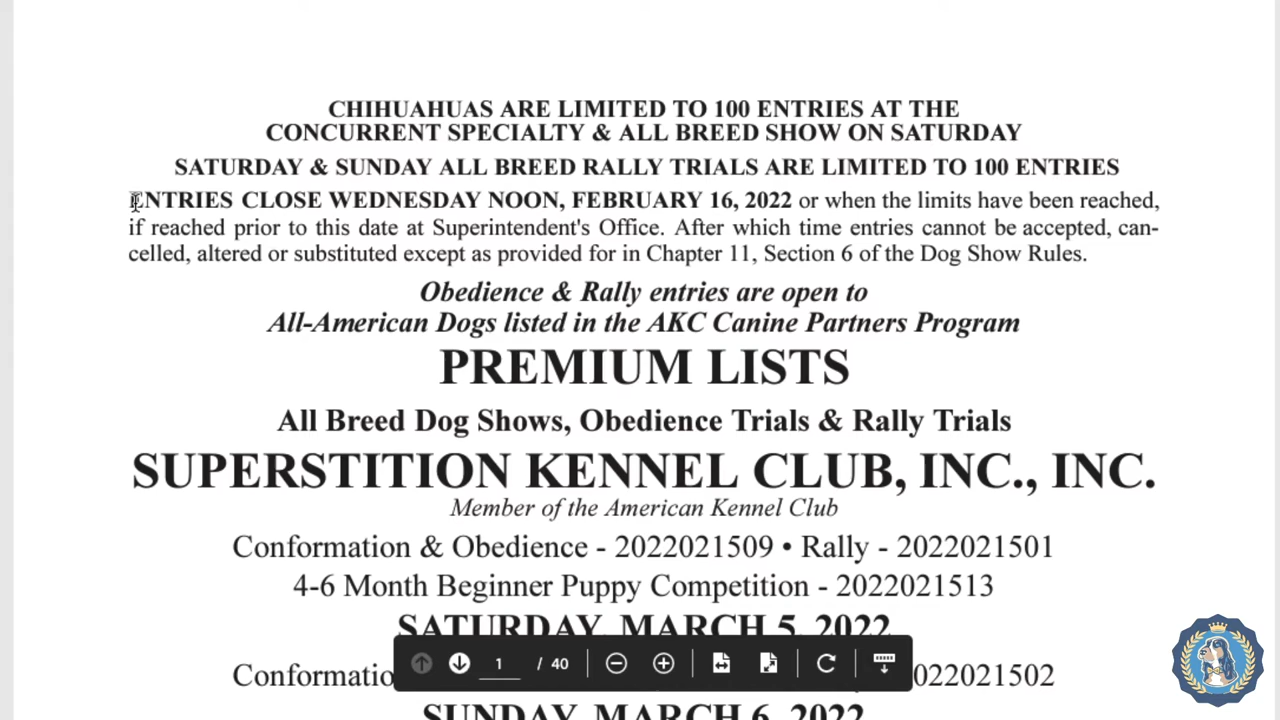 CHIHUAHUAS ARE LIMITED TO 100 ENTRIES AT THE
CONCURRENT SPECIALTY & ALL BREED SHOW ON SATURDAY
SATURDAY & SUNDAY ALL BREED RALLY TRIALS ARE LIMITED TO 100 ENTRIES
ENTRIES CLOSE WEDNESDAY NOON, FEBRUARY 16, 2022 or when the limits have been reached,
if reached prior to this date at Superintendent's Office. After which time entries cannot be accepted, can-
celled, altered or substituted except as provided for in Chapter 11, Section 6 of the Dog Show Rules.
Obedience & Rally entries are open to
All-American Dogs listed in the AKC Canine Partners Program
PREMIUM LISTS
All Breed Dog Shows, Obedience Trials & Rally Trials
SUPERSTITION KENNEL CLUB, INC., INC.
Member of the American Kennel Club
Conformation & Obedience - 2022021509 • Rally - 2022021501
4-6 Month Beginner Puppy Competition - 2022021513
SATURDAY, MARCH 5, 2022
1 / 40
Conformatio 022021502
SUNDAY, MARCH 6, 2022